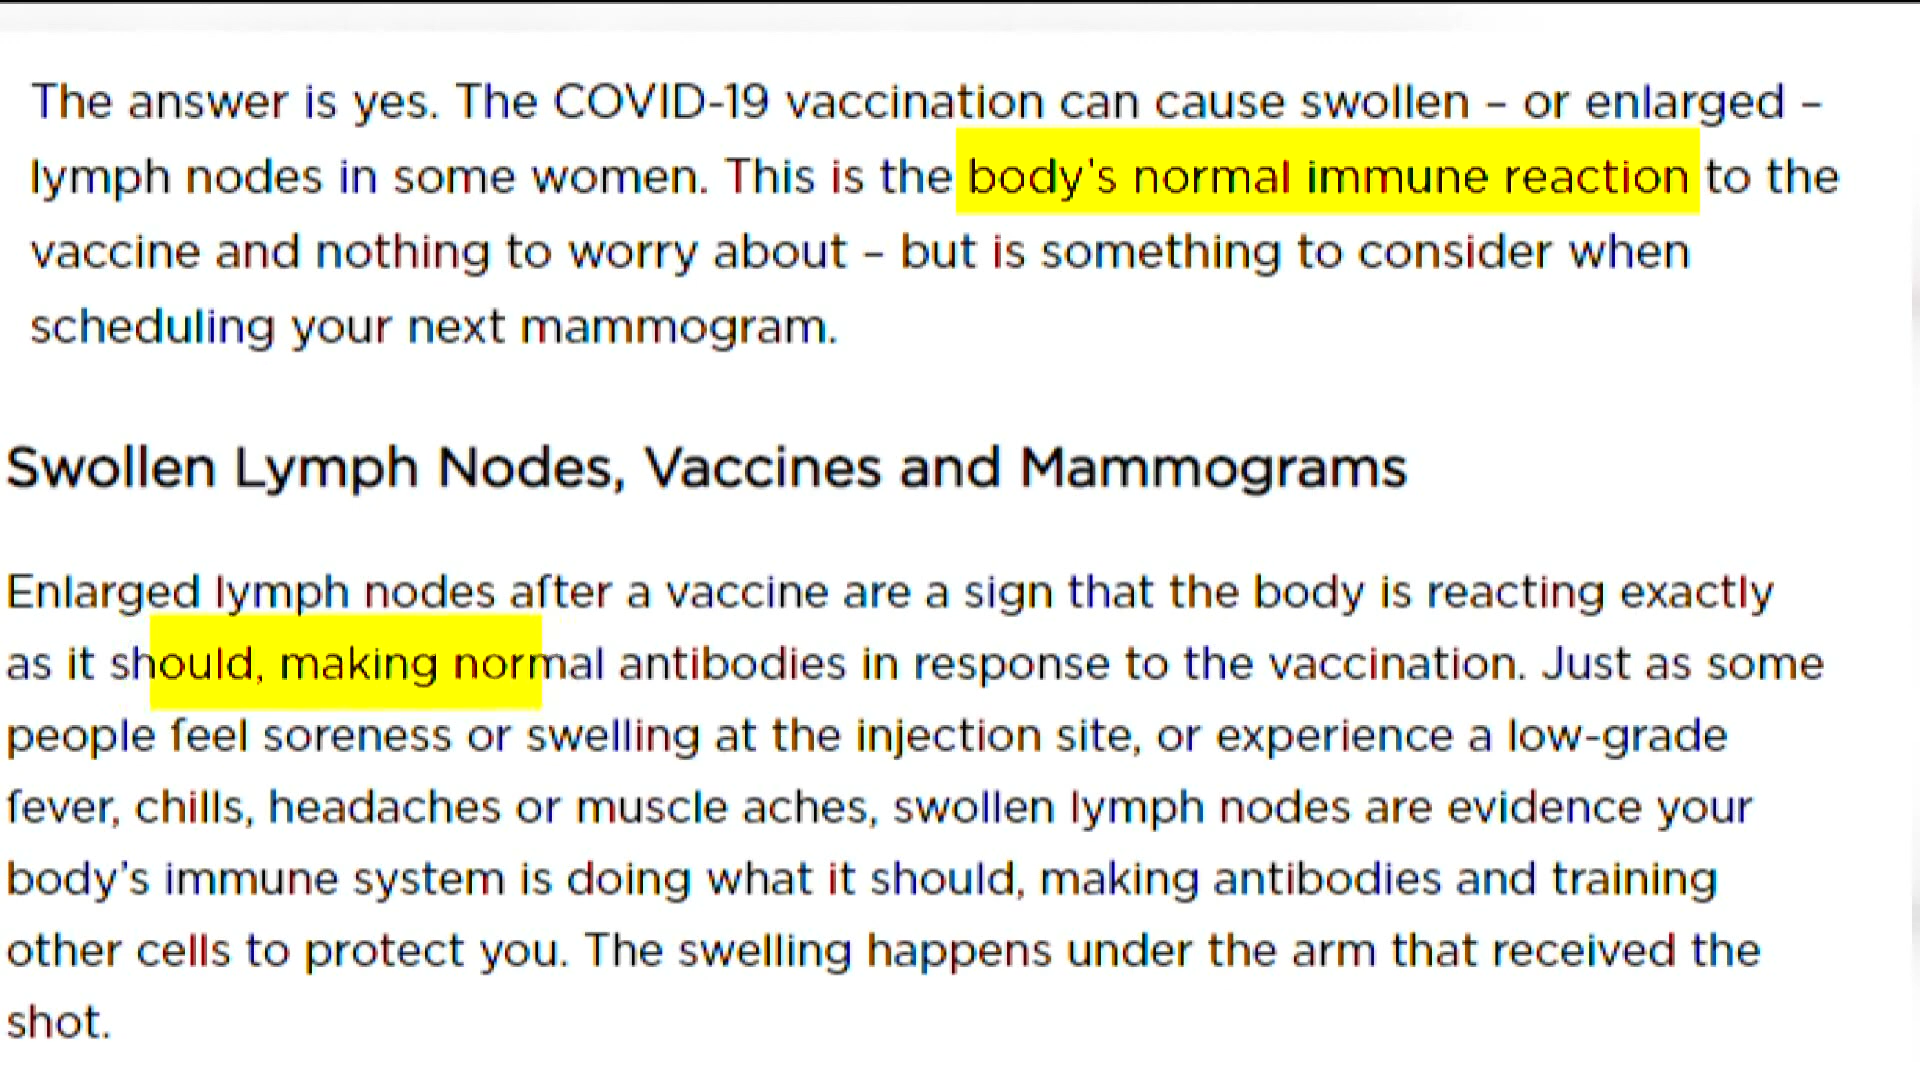 The answer is yes. The COVID-19 vaccination can cause swollen – or enlarged –
lymph nodes in some women. This is the body's normal immune reaction to the
vaccine and nothing to worry about – but is something to consider when
scheduling your next mammogram.
Swollen Lymph Nodes, Vaccines and Mammograms
Enlarged lymph nodes after a vaccine are a sign that the body is reacting exactly
as it should, making normal antibodies in response to the vaccination. Just as some
people feel soreness or swelling at the injection site, or experience a low-grade
fever, chills, headaches or muscle aches, swollen lymph nodes are evidence your
body’s immune system is doing what it should, making antibodies and training
other cells to protect you. The swelling happens under the arm that received the
shot.